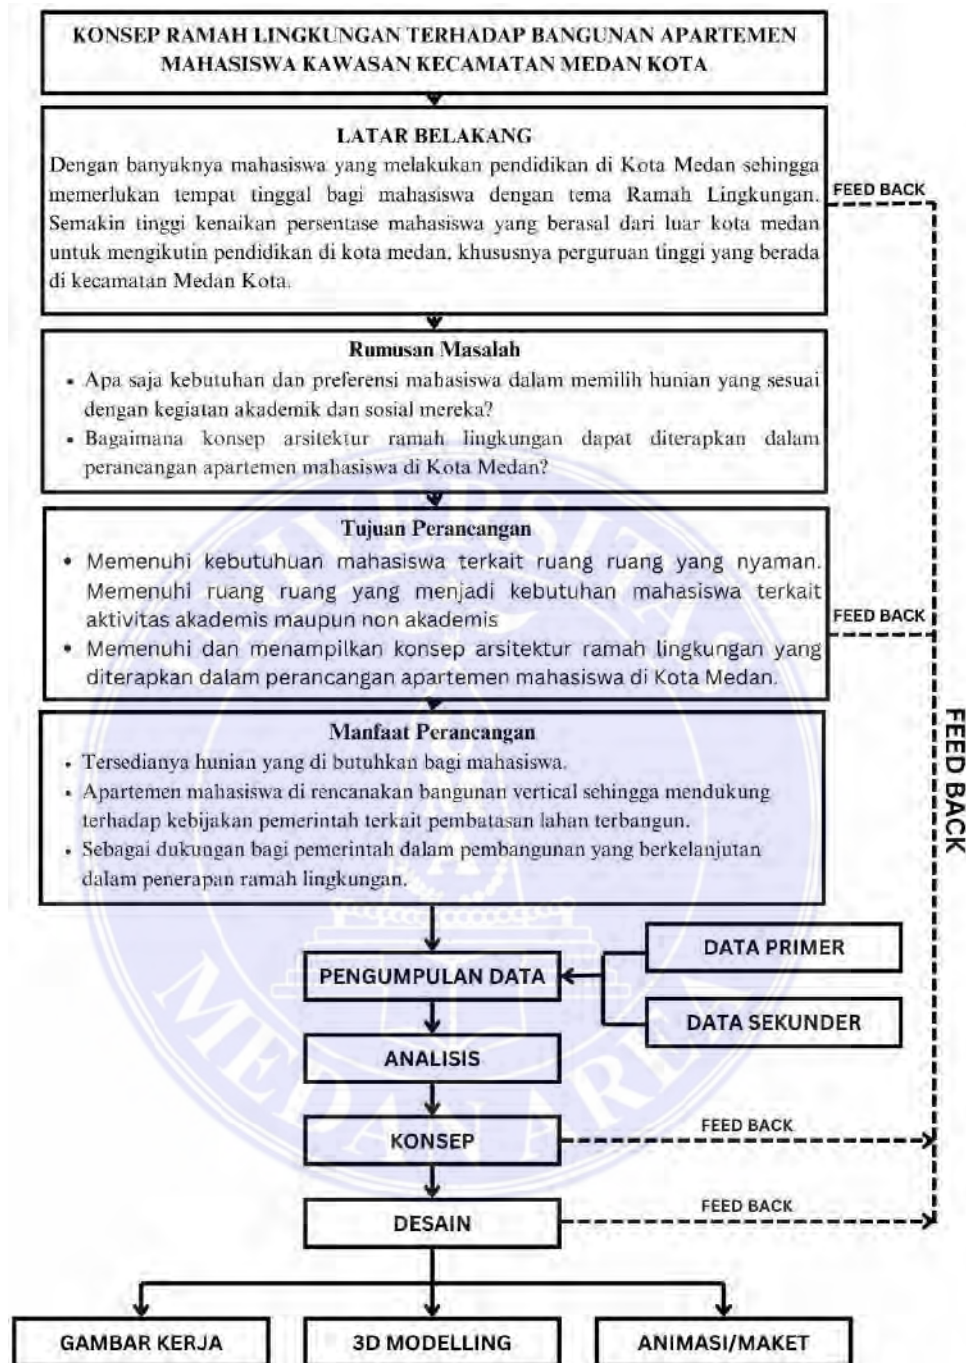 KONSEP RAMAH LINGKUNGAN TERHADAP BANGUNAN APARTEMEN
MAHASISWA KAWASAN KECAMATAN MEDAN KOTA
LATAR BELAKANG
Dengan banyaknya mahasiswa yang melakukan pendidikan di Kota Medan sehingga
memerlukan tempat tinggal bagi mahasiswa dengan tema Ramah Lingkungan.
Semakin tinggi kenaikan persentase mahasiswa yang berasal dari luar kota medan
untuk mengikutin pendidikan di kota medan, khususnya perguruan tinggi yang berada
di kecamatan Medan Kota.
FEED BACK
Rumusan Masalah
• Apa saja kebutuhan dan preferensi mahasiswa dalam memilih hunian yang sesuai
dengan kegiatan akademik dan sosial mereka?
• Bagaimana konsep arsitektur ramah lingkungan dapat diterapkan dalam
perancangan apartemen mahasiswa di Kota Medan?
Tujuan Perancangan
• Memenuhi kebutuhuan mahasiswa terkait ruang ruang yang nyaman.
Memenuhi ruang ruang yang menjadi kebutuhan mahasiswa terkait
aktivitas akademis maupun non akademis
• Memenuhi dan menampilkan konsep arsitektur ramah lingkungan yang
diterapkan dalam perancangan apartemen mahasiswa di Kota Medan.
FEED BACK
Manfaat Perancangan
• Tersedianya hunian yang di butuhkan bagi mahasiswa.
• Apartemen mahasiswa di rencanakan bangunan vertical sehingga mendukung
terhadap kebijakan pemerintah terkait pembatasan lahan terbangun.
• Sebagai dukungan bagi pemerintah dalam pembangunan yang berkelanjutan
dalam penerapan ramah lingkungan.
FEED BACK
PENGUMPULAN DATA
DATA PRIMER
DATA SEKUNDER
ANALISIS
KONSEP
FEED BACK
DESAIN
FEED BACK
GAMBAR KERJA
3D MODELLING
ANIMASI/MAKET
UNIVERSITAS
MEDAN AREA